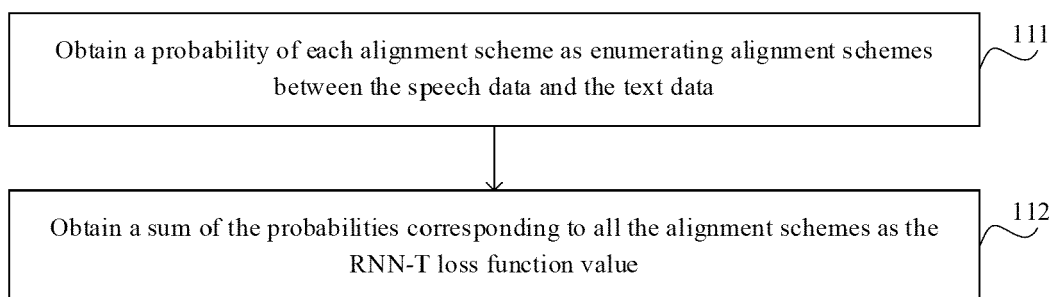 Obtain a probability of each alignment scheme as enumerating alignment schemes
between the speech data and the text data
111
Obtain a sum of the probabilities corresponding to all the alignment schemes as the
RNN-T loss function value
112